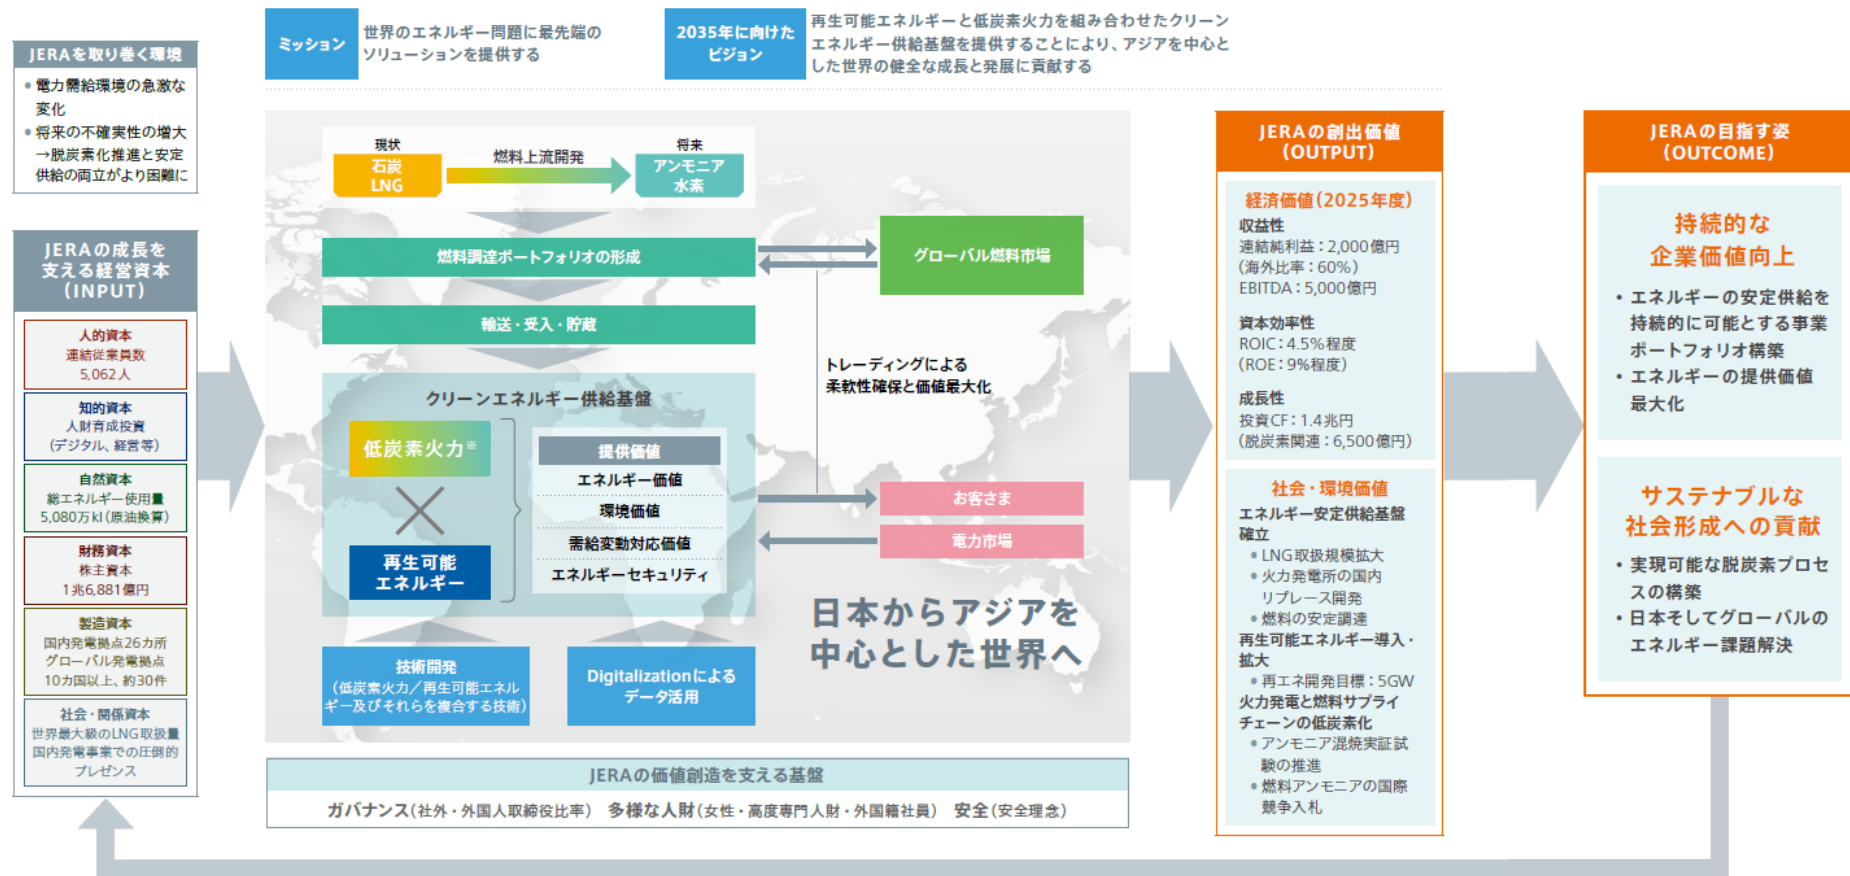 ミッション
世界のエネルギー問題に最先端の
ソリューションを提供する
2035年に向けた
ビジョン
再生可能エネルギーと低炭素火力を組み合わせたクリーン
エネルギー供給基盤を提供することにより、アジアを中心と
した世界の健全な成長と発展に貢献する
JERAを取り巻く環境
• 電力需給環境の急激な
変化
• 将来の不確実性の増大
→脱炭素化推進と安定
供給の両立がより困難に
JERAの成長を
支える経営資本
(INPUT)
人的資本
連結従業員数
5,062人
知的資本
人財育成投資
(デジタル、経営等)
自然資本
総エネルギー使用量
5,080万kl(原油換算)
財務資本
株主資本
1兆6,881億円
製造資本
国内発電拠点26カ所
グローバル発電拠点
10カ国以上、約30件
社会・関係資本
世界最大級のLNG取扱量
国内発電事業での圧倒的
プレゼンス
現状
石炭
LNG
燃料上流開発
将来
アンモニア
水素
燃料調達ポートフォリオの形成
グローバル燃料市場
輸送・受入・貯蔵
トレーディングによる
柔軟性確保と価値最大化
クリーンエネルギー供給基盤
低炭素火力※
再生可能
エネルギー
提供価値
エネルギー価値
環境価値
需給変動対応価値
エネルギーセキュリティ
お客さま
電力市場
日本からアジアを
中心とした世界へ
技術開発
(低炭素火力/再生可能エネル
ギー及びそれらを複合する技術)
Digitalizationによる
データ活用
JERAの価値創造を支える基盤
ガバナンス(社外・外国人取締役比率) 多様な人財(女性・高度専門人財・外国籍社員) 安全(安全理念)
JERAの創出価値
(OUTPUT)
経済価値(2025年度)
収益性
連結純利益:2,000億円
(海外比率:60%)
EBITDA:5,000億円
資本効率性
ROIC:4.5%程度
(ROE:9%程度)
成長性
投資CF:1.4兆円
(脱炭素関連:6,500億円)
社会・環境価値
エネルギー安定供給基盤
確立
• LNG取扱規模拡大
• 火力発電所の国内
リプレース開発
• 燃料の安定調達
再生可能エネルギー導入・
拡大
• 再エネ開発目標:5GW
火力発電と燃料サプライ
チェーンの低炭素化
• アンモニア混焼実証試
験の推進
• 燃料アンモニアの国際
競争入札
JERAの目指す姿
(OUTCOME)
持続的な
企業価値向上
• エネルギーの安定供給を
持続的に可能とする事業
ポートフォリオ構築
• エネルギーの提供価値
最大化
サステナブルな
社会形成への貢献
• 実現可能な脱炭素プロセ
スの構築
• 日本そしてグローバルの
エネルギー課題解決